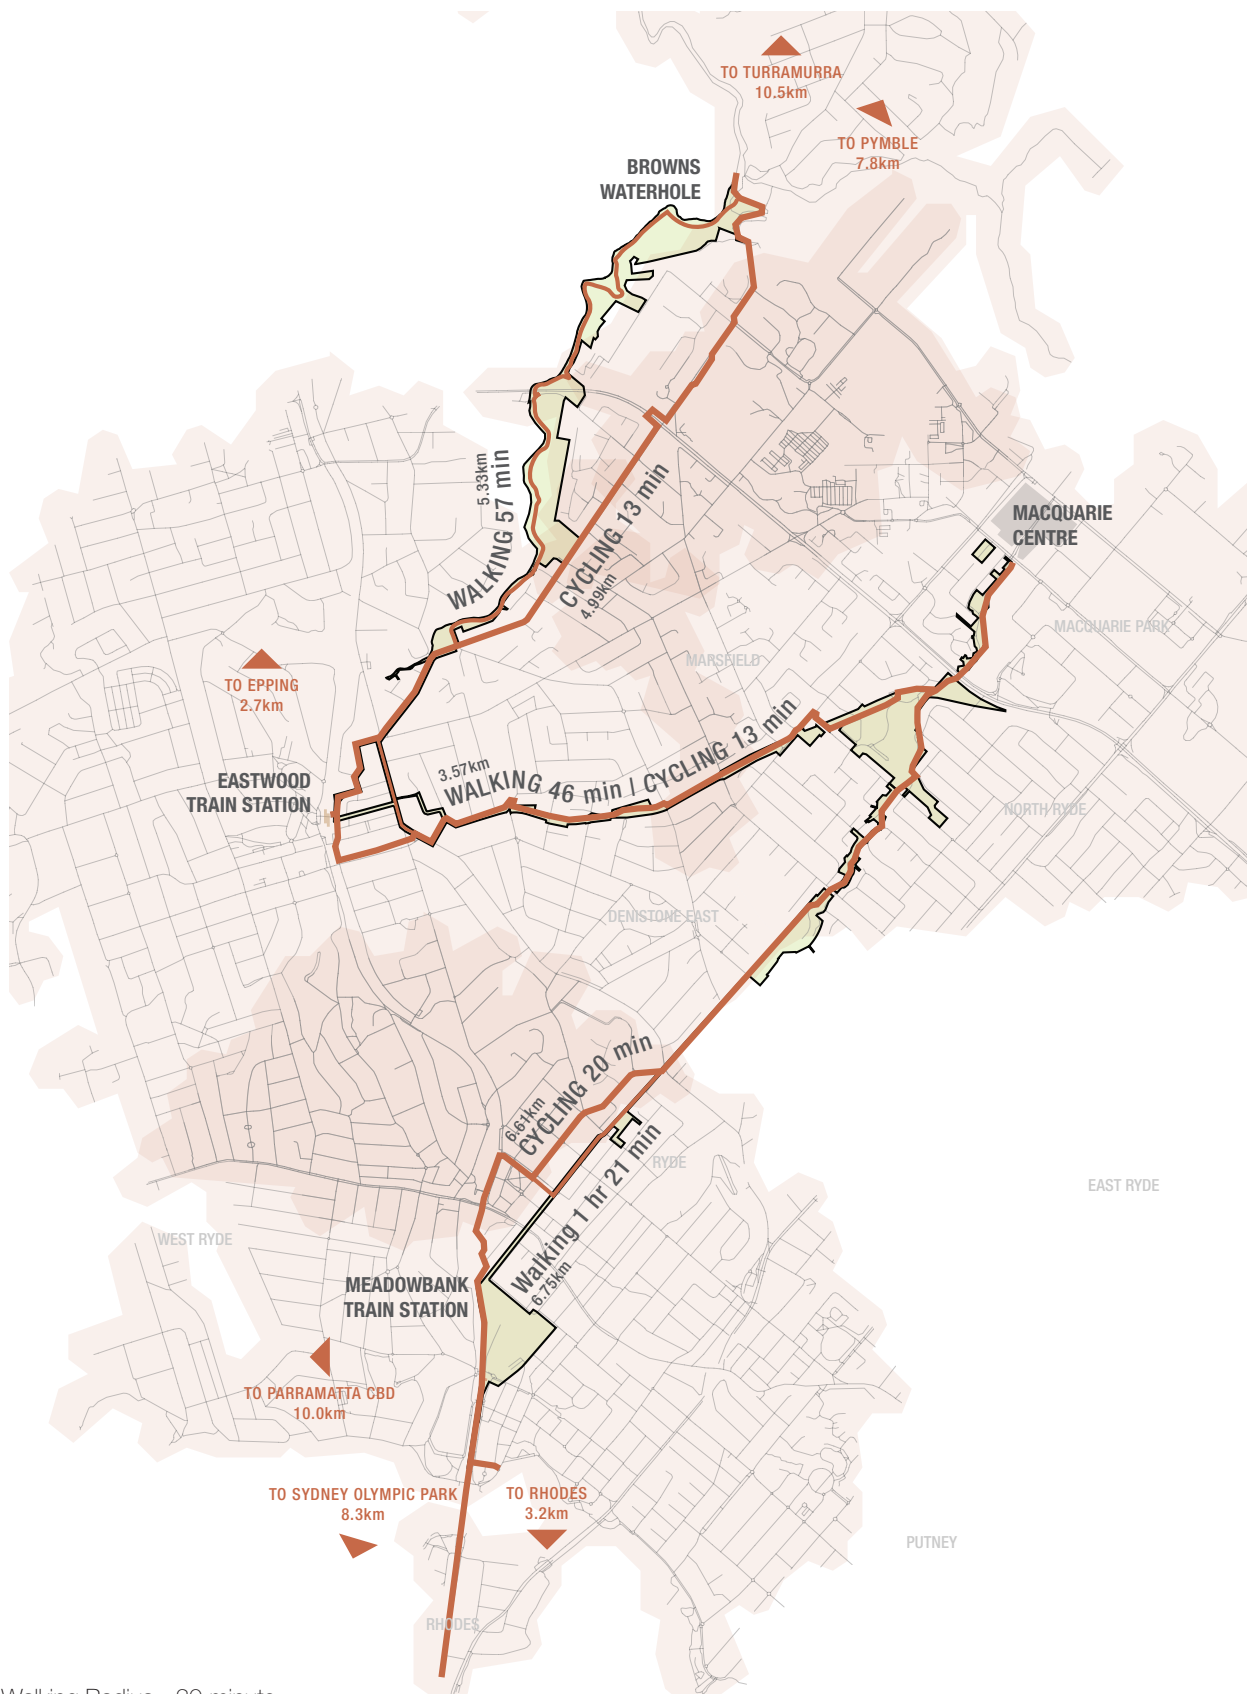 TO TURRAMURRA
10.5km
TO PYMBLE
7.8km
BROWNS
WATERHOLE
5.33km
WALKING 57 min
CYCLING 13 min
4.99km
MACQUARIE
CENTRE
MACQUARIE PARK
MARSFIELD
TO EPPING
2.7km
EASTWOOD
TRAIN STATION
3.57km
WALKING 46 min | CYCLING 13 min
NORTH RYDE
DENISTONE EAST
6.61km
CYCLING 20 min
RYDE
Walking 1 hr 21 min
6.75km
EAST RYDE
WEST RYDE
MEADOWBANK
TRAIN STATION
TO PARRAMATTA CBD
10.0km
TO SYDNEY OLYMPIC PARK
8.3km
TO RHODES
3.2km
PUTNEY
RHODES